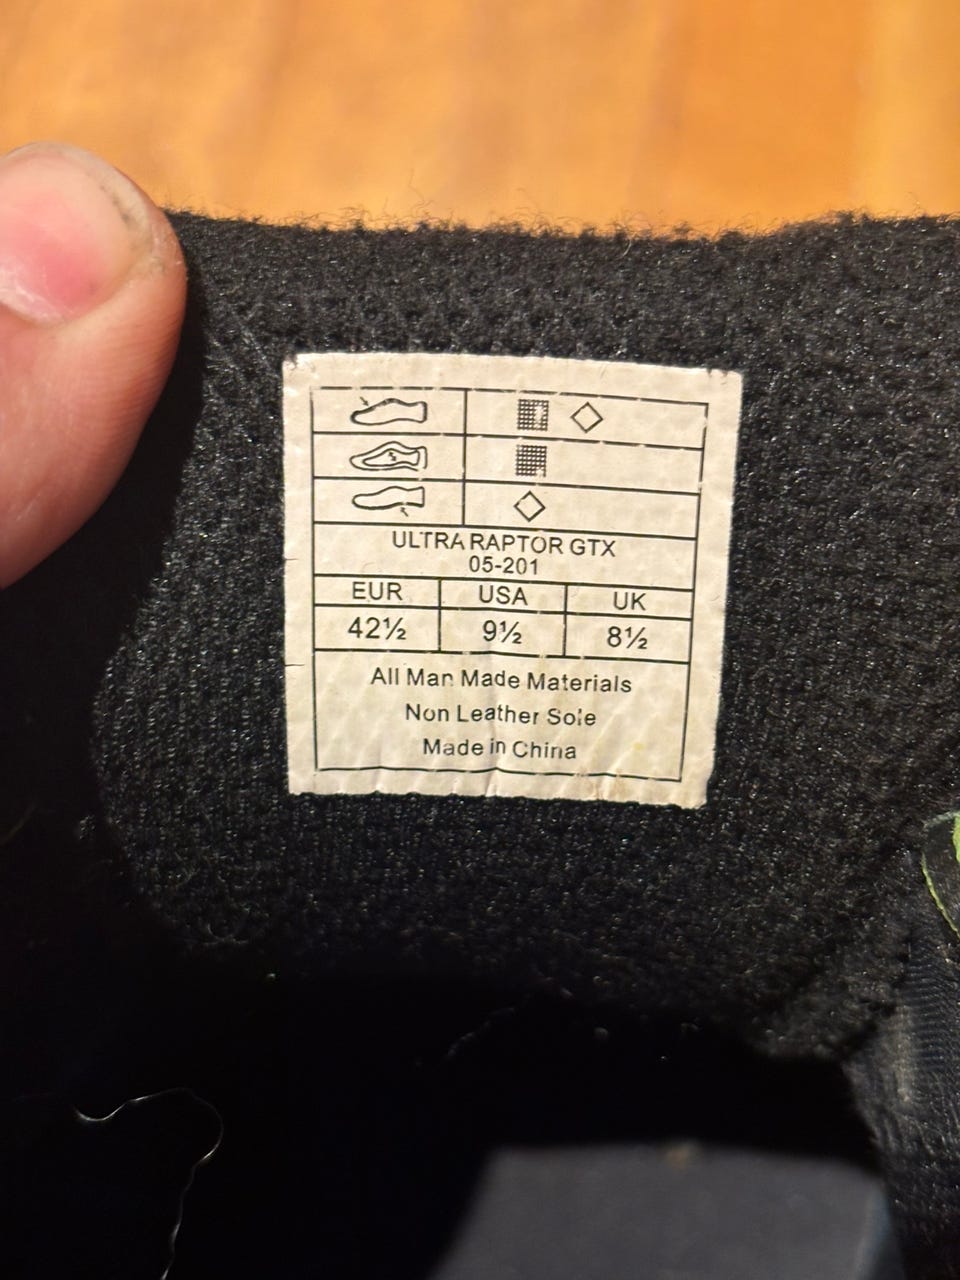 ULTRA RAPTOR GTX
05-201
EUR USA UK
42½ 9½ 8½
All Man Made Materials
Non Leather Sole
Made in China